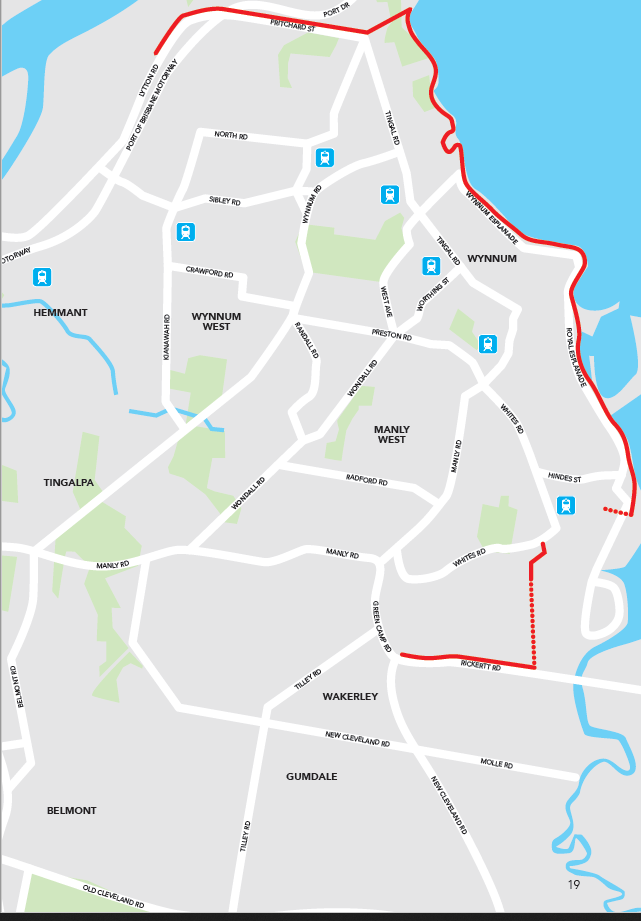 PORT DR
PRITCHARD ST
LYTTON RD
PORT OF BRISBANE MOTORWAY
TINGAL RD
NORTH RD
SIBLEY RD
WYNNUM RD
WYNNUM ESPLANADE
OTORWAY
TINGAL RD
WYNNUM
CRAWFORD RD
WEST AVE
WORTHING ST
HEMMANT
WYNNUM
WEST
KIANAWAH RD
RANDALL RD
PRESTON RD
ROYAL ESPLANADE
WONDALL RD
WHITES RD
MANLY
WEST
MANLY RD
TINGALPA
WONDALL RD
RADFORD RD
HINDES ST
MANLY RD
MANLY RD
WHITES RD
GREEN CAMP RD
RICKERTT RD
BELMONT RD
TILLEY RD
WAKERLEY
NEW CLEVELAND RD
MOLLE RD
GUMDALE
NEW CLEVELAND RD
BELMONT
TILLEY RD
OLD CLEVELAND RD
19